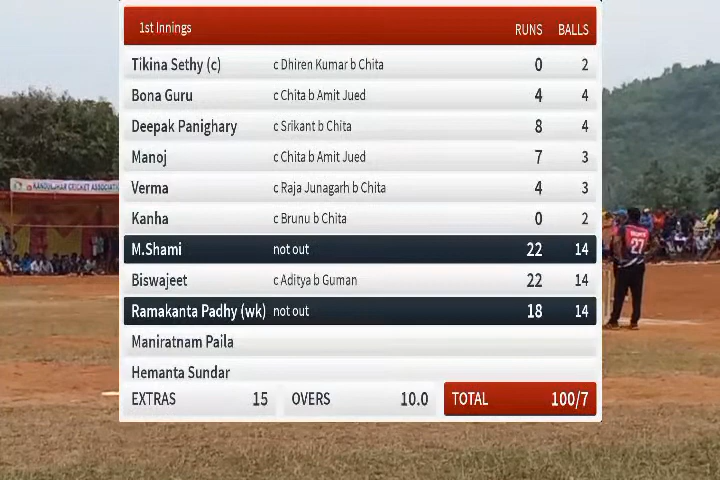 1st Innings RUNS BALLS
Tikina Sethy (c) c Dhiren Kumar b Chita 0 2
Bona Guru c Chita b Amit Jued 4 4
Deepak Panighary c Srikant b Chita 8 4
Manoj c Chita b Amit Jued 7 3
Verma c Raja Junagarh b Chita 4 3
Kanha c Brunu b Chita 0 2
M.Shami not out 22 14
Biswajeet c Aditya b Guman 22 14
Ramakanta Padhy (wk) not out 18 14
Maniratnam Paila
Hemanta Sundar
EXTRAS 15 OVERS 10.0 TOTAL 100/7
CRICKET ASSOCIATION
27